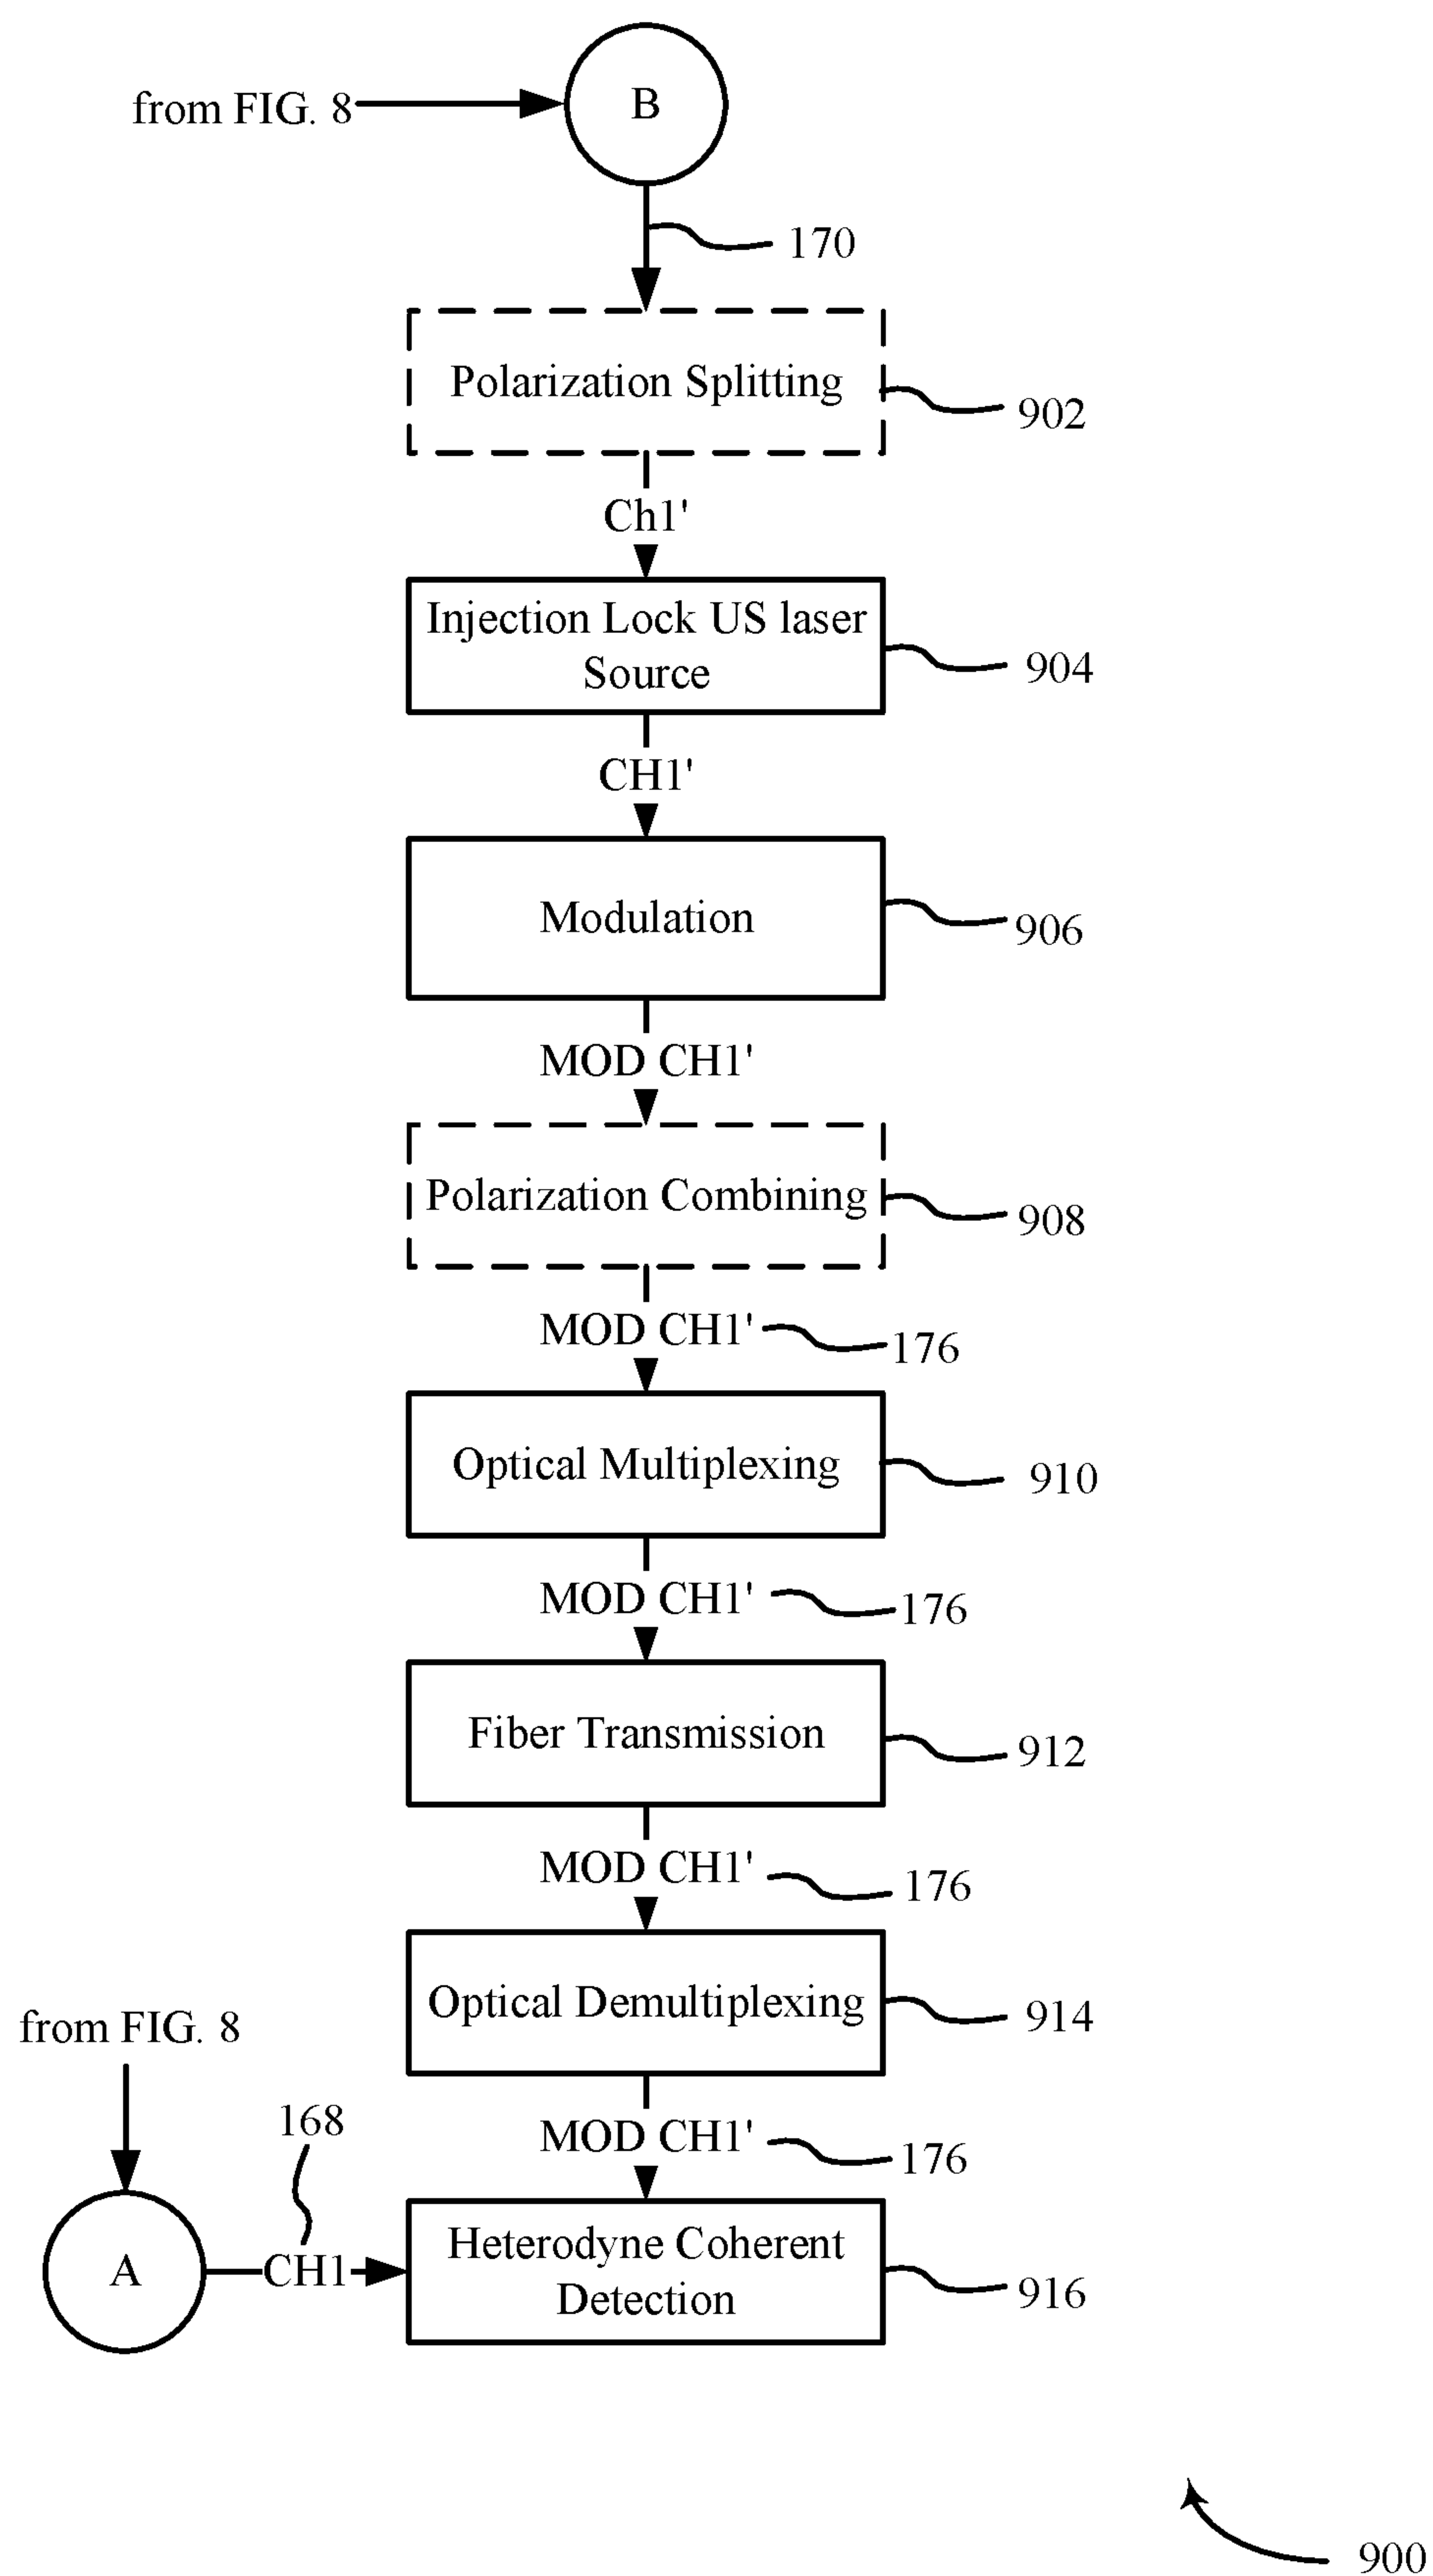 B
from FIG. 8
170
Polarization Splitting
902
Ch1'
Injection Lock US laser
Source
904
CH1'
Modulation
906
MOD CH1'
Polarization Combining
908
MOD CH1'
176
Optical Multiplexing
910
MOD CH1'
176
Fiber Transmission
912
MOD CH1'
176
Optical Demultiplexing
914
from FIG. 8
168
MOD CH1'
176
A
CH1
Heterodyne Coherent
Detection
916
900